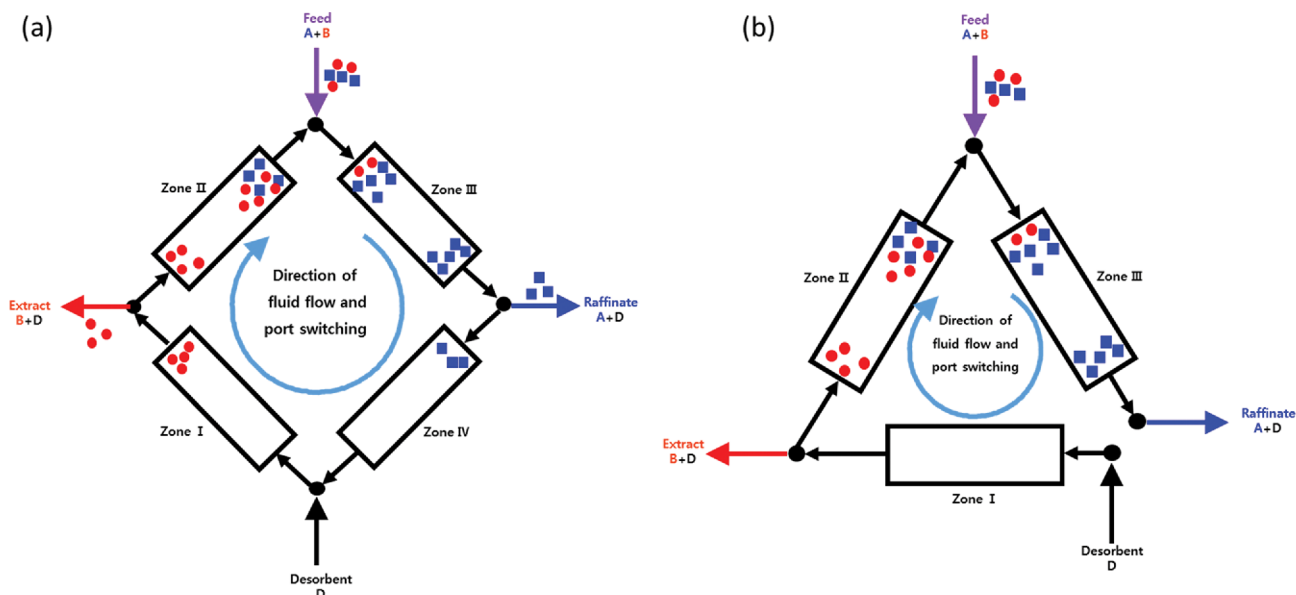 (a)
Feed
A+B
Zone Ⅱ
Zone Ⅲ
Direction of
fluid flow and
port switching
Extract
B+D
Raffinate
A+D
Zone Ⅰ
Zone Ⅳ
Desorbent
D
(b)
Feed
A+B
Zone Ⅱ
Zone Ⅲ
Direction of
fluid flow and
port switching
Raffinate
A+D
Extract
B+D
Zone Ⅰ
Desorbent
D